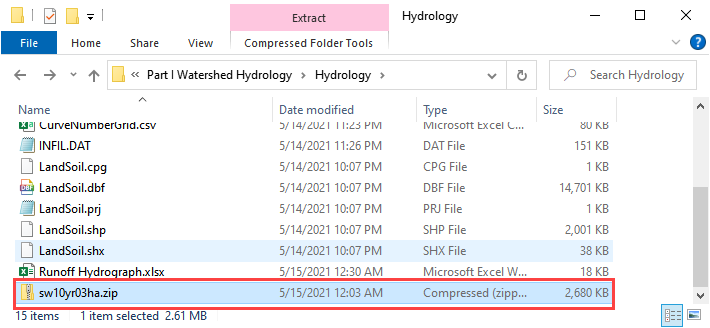 Extract Hydrology
File Home Share View Compressed Folder Tools
« Part I Watershed Hydrology > Hydrology > Search Hydrology
Name Date modified Type Size
CurveNumberGrid.csv 5/14/2021 11:23 PM Microsoft Excel C... 80 KB
INFIL.DAT 5/14/2021 11:26 PM DAT File 151 KB
LandSoil.cpg 5/14/2021 10:07 PM CPG File 1 KB
LandSoil.dbf 5/14/2021 10:07 PM DBF File 14,701 KB
LandSoil.prj 5/14/2021 10:07 PM PRJ File 1 KB
LandSoil.shp 5/14/2021 10:07 PM SHP File 2,001 KB
LandSoil.shx 5/14/2021 10:07 PM SHX File 38 KB
Runoff Hydrograph.xlsx 5/15/2021 12:30 AM Microsoft Excel W... 18 KB
sw10yr03ha.zip 5/15/2021 12:03 AM Compressed (zipp... 2,680 KB
15 items 1 item selected 2.61 MB